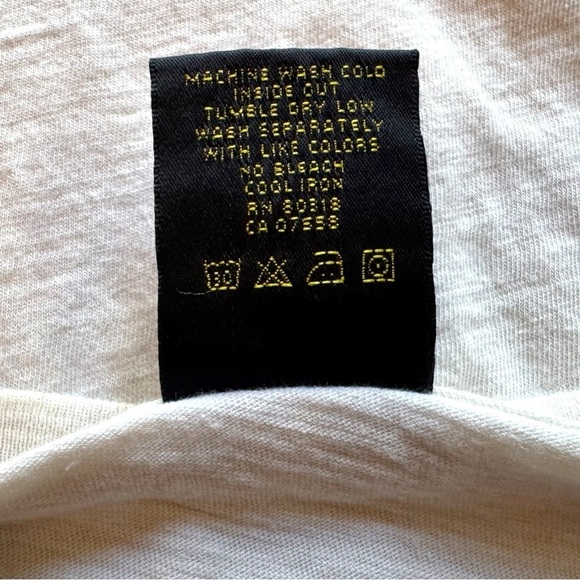 MACHINE WASH COLD
INSIDE OUT
TUMBLE DRY LOW
WASH SEPARATELY
WITH LIKE COLORS
NO BLEACH
COOL IRON
RN 80318
CA 07558